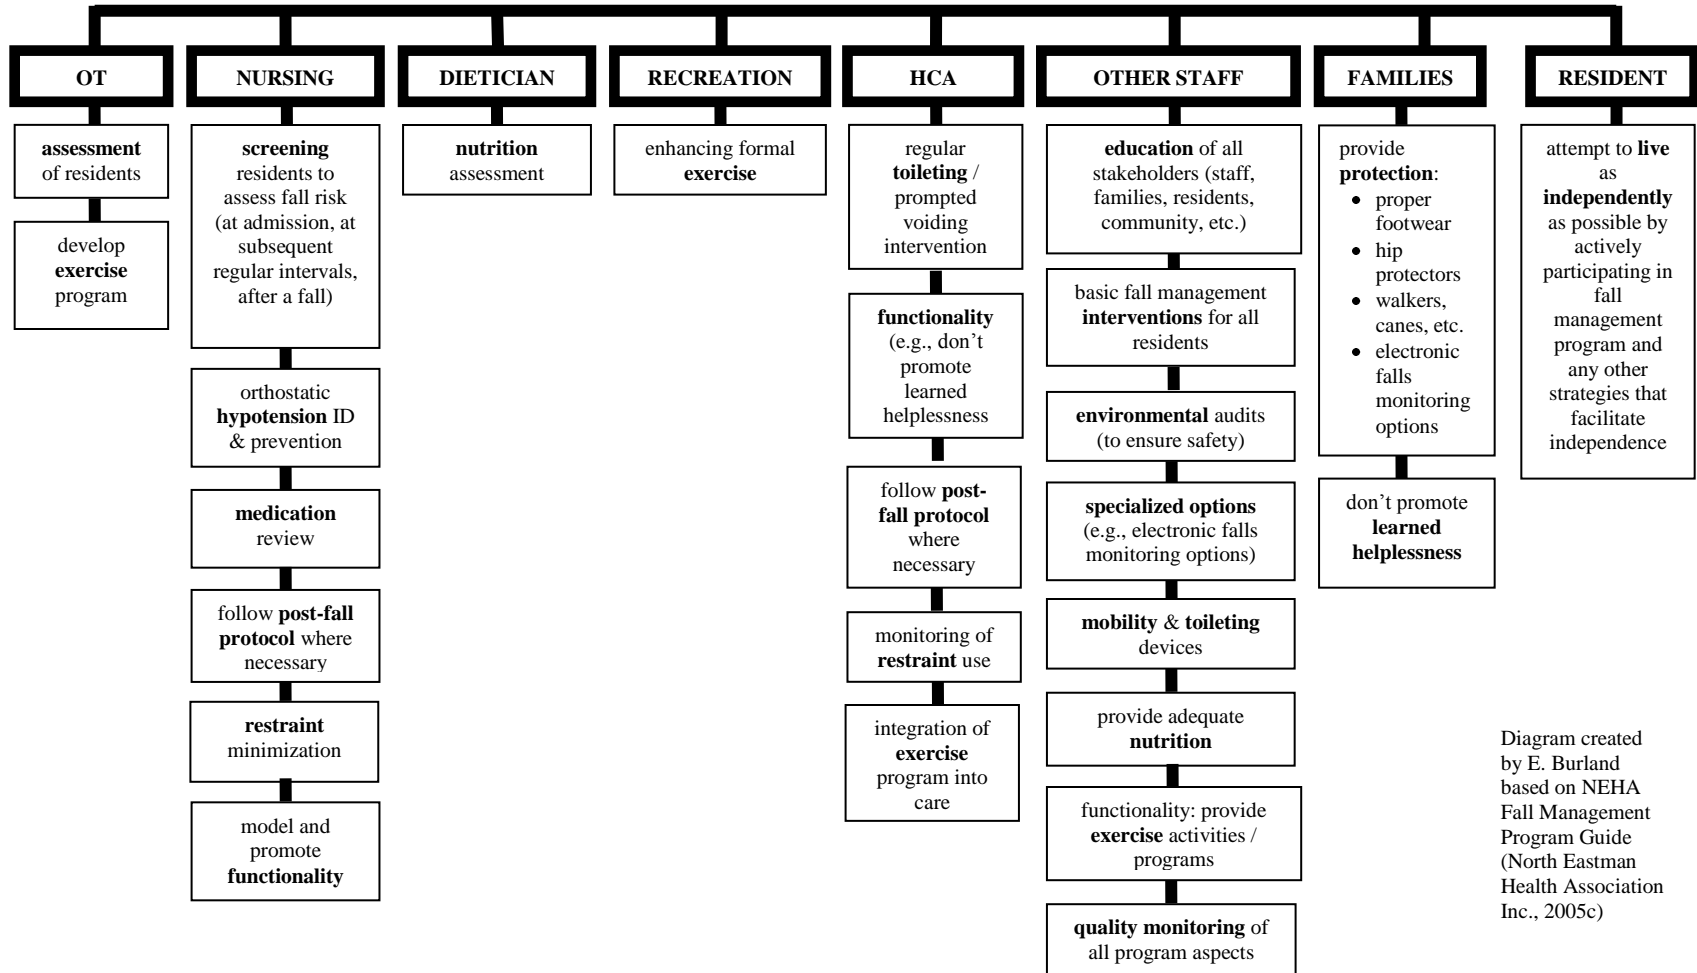 OT
assessment
of residents
develop
exercise
program
NURSING
screening
residents to
assess fall risk
(at admission, at
subsequent
regular intervals,
after a fall)
orthostatic
hypotension ID
& prevention
medication
review
follow post-fall
protocol where
necessary
restraint
minimization
model and
promote
functionality
DIETICIAN
nutrition
assessment
RECREATION
enhancing formal
exercise
HCA
regular
toileting /
prompted
voiding
intervention
functionality
(e.g., don’t
promote
learned
helplessness
follow post-
fall protocol
where
necessary
monitoring of
restraint use
integration of
exercise
program into
care
OTHER STAFF
education of all
stakeholders (staff,
families, residents,
community, etc.)
basic fall management
interventions for all
residents
environmental audits
(to ensure safety)
specialized options
(e.g., electronic falls
monitoring options)
mobility & toileting
devices
provide adequate
nutrition
functionality: provide
exercise activities /
programs
quality monitoring of
all program aspects
FAMILIES
provide
protection:
• proper
footwear
• hip
protectors
• walkers,
canes, etc.
• electronic
falls
monitoring
options
don’t promote
learned
helplessness
RESIDENT
attempt to live
as
independently
as possible by
actively
participating in
fall
management
program and
any other
strategies that
facilitate
independence
Diagram created
by E. Burland
based on NEHA
Fall Management
Program Guide
(North Eastman
Health Association
Inc., 2005c)